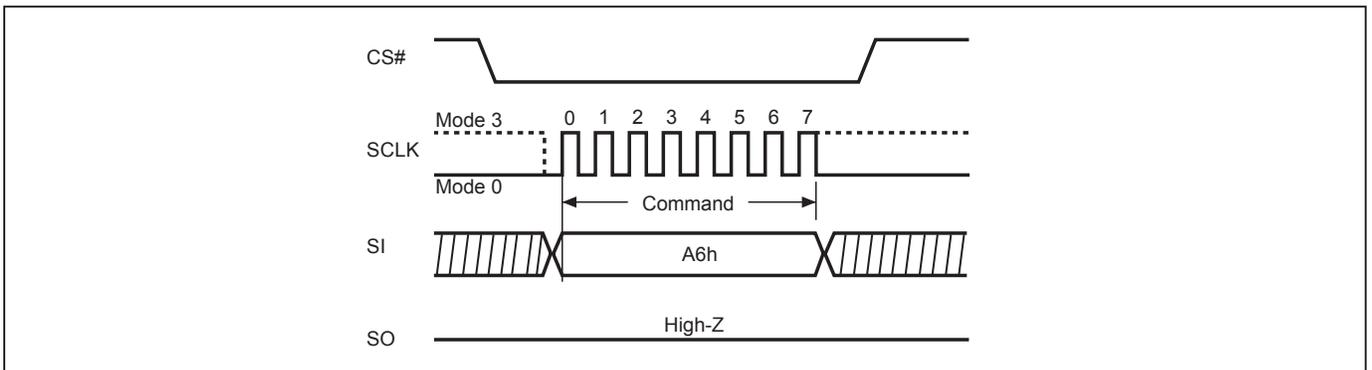 CS#
Mode 3 0 1 2 3 4 5 6 7
SCLK
Mode 0
Command
SI A6h
High-Z
SO